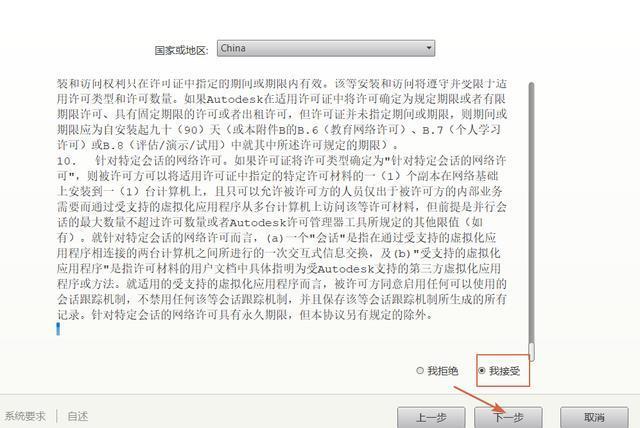 国家或地区: China
装和访问权利只在许可证中指定的期间或期限内有效。该等安装和访问将遵守并受限于适
用许可类型和许可数量。如果Autodesk在适用许可证中将许可确定为规定期限或者有限
期限许可、具有固定期限的许可或者出租许可，但许可证并未指定期间或期限，则期间或
期限应为自安装起九十（90）天（或本附件B的B.6（教育网络许可）、B.7（个人学习
许可）或B.8（评估/演示/试用）中就其中所述许可规定的期限）。
10. 针对特定会话的网络许可。如果许可证将许可类型确定为"针对特定会话的网络许
可"，则被许可方可以将适用许可证中指定的特定许可材料的一（1）个副本在网络基础
上安装到一（1）台计算机上，且只可以允许被许可方的人员仅出于被许可方的内部业务
需要而通过受支持的虚拟化应用程序从多台计算机上访问该等许可材料，但前提是并行会
话的最大数量不超过许可数量或者Autodesk许可管理器工具所规定的其他限值（如
有）。就针对特定会话的网络许可而言，(a)一个"会话"是指在通过受支持的虚拟化应
用程序相连接的两台计算机之间所进行的一次交互式信息交换，及(b)"受支持的虚拟化
应用程序"是指许可材料的用户文档中具体指明为受Autodesk支持的第三方虚拟化应用
程序或方法。就适用的受支持的虚拟化应用程序而言，被许可方同意启用任何可以使用的
会话跟踪机制，不禁用任何该等会话跟踪机制，并且保存该等会话跟踪机制所生成的所有
记录。针对特定会话的网络许可具有永久期限，但本协议另有规定的除外。
我拒绝 我接受
系统要求 自述 上一步 下一步 取消